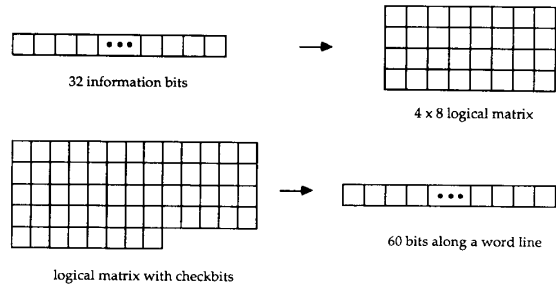 32 information bits
4 x 8 logical matrix
logical matrix with checkbits
60 bits along a word line